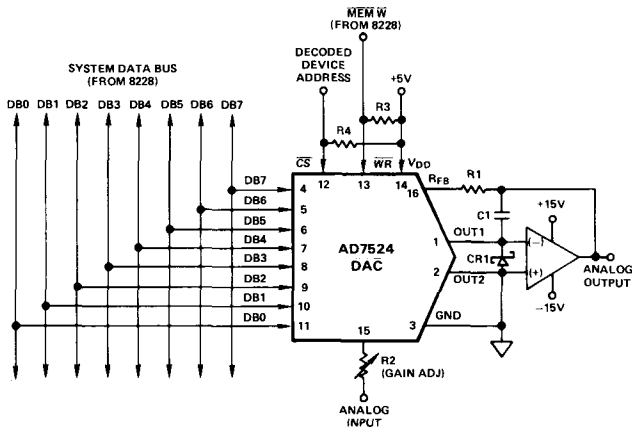 MEM W
(FROM 8228)
DECODED
DEVICE
ADDRESS
+5V
SYSTEM DATA BUS
(FROM 8228)
DB0 DB1 DB2 DB3 DB4 DB5 DB6 DB7
R3
R4
CS
WR
VDD
12
13
14
16
RFB
R1
C1
+15V
DB7
4
DB6
5
DB5
6
DB4
7
DB3
8
DB2
9
DB1
10
DB0
11
AD7524
DAC
1
OUT1
(–)
CR1
2
OUT2
(+)
ANALOG
OUTPUT
–15V
15
3
GND
R2
(GAIN ADJ)
ANALOG
INPUT